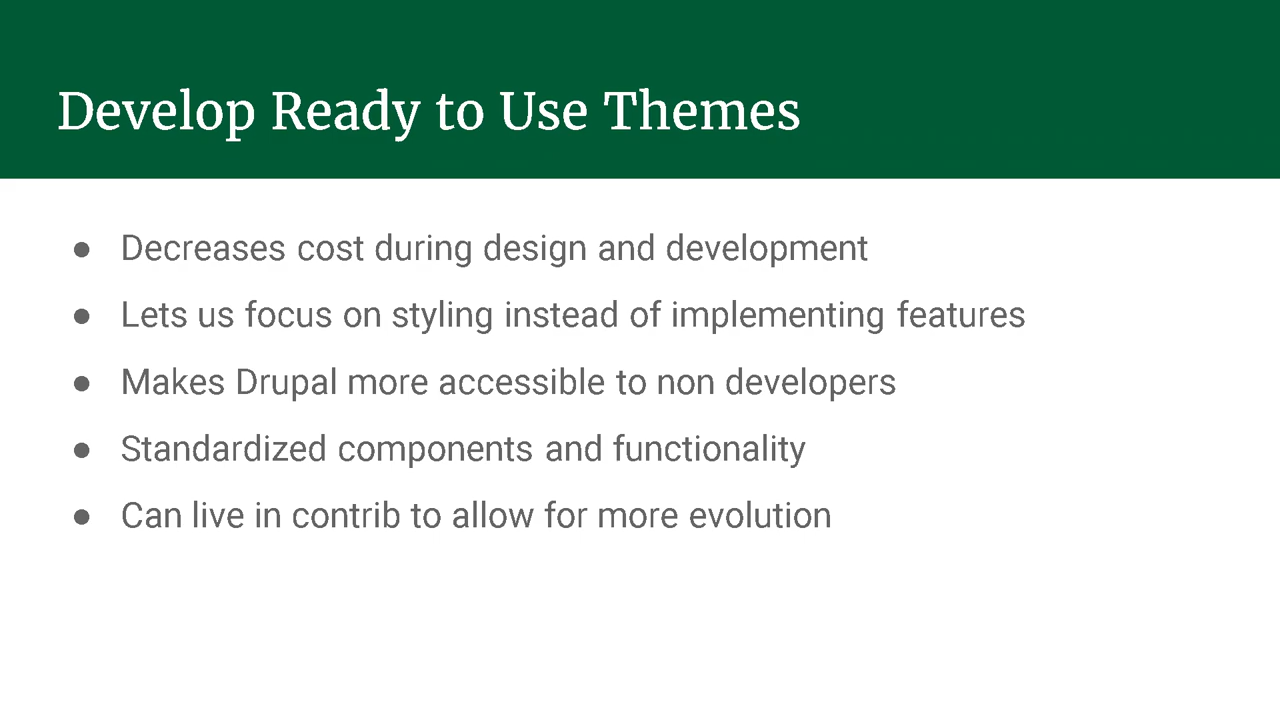 Develop Ready to Use Themes
● Decreases cost during design and development
● Lets us focus on styling instead of implementing features
● Makes Drupal more accessible to non developers
● Standardized components and functionality
● Can live in contrib to allow for more evolution